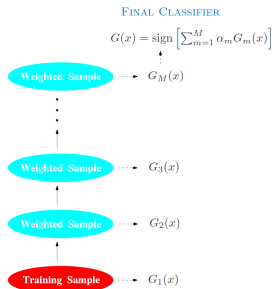 FINAL CLASSIFIER
G(x) = sign [∑_{m=1}^{M} α_m G_m(x)]
Weighted Sample G_M(x)
Weighted Sample G_3(x)
Weighted Sample G_2(x)
Training Sample G_1(x)